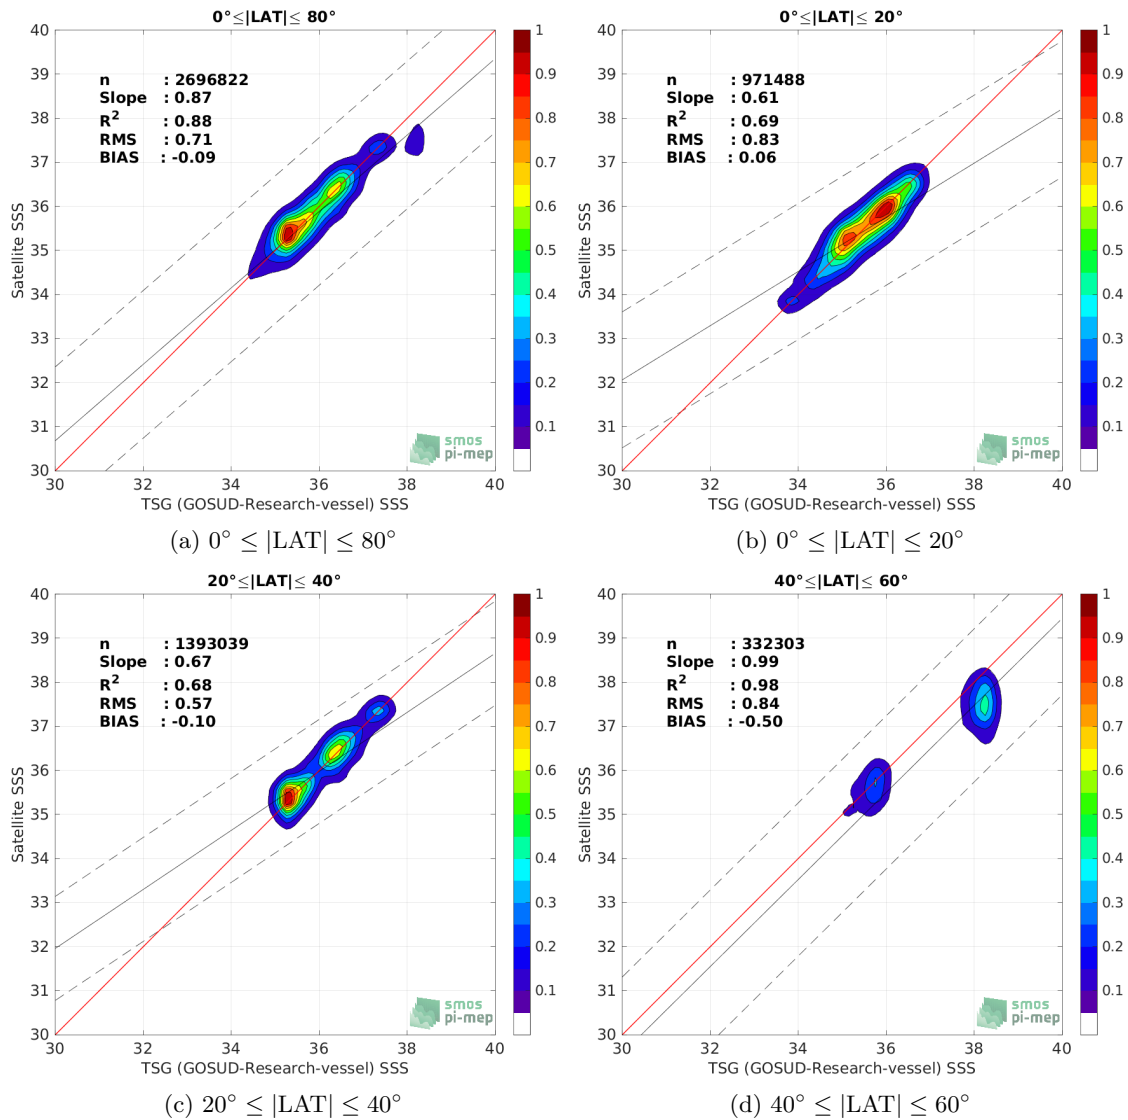 0°≤|LAT|≤ 80°
n : 2696822
Slope : 0.87
R² : 0.88
RMS : 0.71
BIAS : -0.09
40
39
38
37
36
35
34
33
32
31
30
30 32 34 36 38 40
Satellite SSS
TSG (GOSUD-Research-vessel) SSS
smos
pi-mep
1
0.9
0.8
0.7
0.6
0.5
0.4
0.3
0.2
0.1
(a) 0° ≤ |LAT| ≤ 80°
0°≤|LAT|≤ 20°
n : 971488
Slope : 0.61
R² : 0.69
RMS : 0.83
BIAS : 0.06
40
39
38
37
36
35
34
33
32
31
30
30 32 34 36 38 40
Satellite SSS
TSG (GOSUD-Research-vessel) SSS
smos
pi-mep
1
0.9
0.8
0.7
0.6
0.5
0.4
0.3
0.2
0.1
(b) 0° ≤ |LAT| ≤ 20°
20°≤|LAT|≤ 40°
n : 1393039
Slope : 0.67
R² : 0.68
RMS : 0.57
BIAS : -0.10
40
39
38
37
36
35
34
33
32
31
30
30 32 34 36 38 40
Satellite SSS
TSG (GOSUD-Research-vessel) SSS
smos
pi-mep
1
0.9
0.8
0.7
0.6
0.5
0.4
0.3
0.2
0.1
(c) 20° ≤ |LAT| ≤ 40°
40°≤|LAT|≤ 60°
n : 332303
Slope : 0.99
R² : 0.98
RMS : 0.84
BIAS : -0.50
40
39
38
37
36
35
34
33
32
31
30
30 32 34 36 38 40
Satellite SSS
TSG (GOSUD-Research-vessel) SSS
smos
pi-mep
1
0.9
0.8
0.7
0.6
0.5
0.4
0.3
0.2
0.1
(d) 40° ≤ |LAT| ≤ 60°